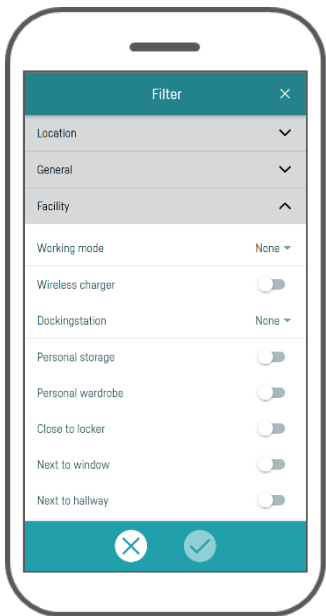 Filter
Location
General
Facility
Working mode None
Wireless charger
Dockingstation None
Personal storage
Personal wardrobe
Close to locker
Next to window
Next to hallway